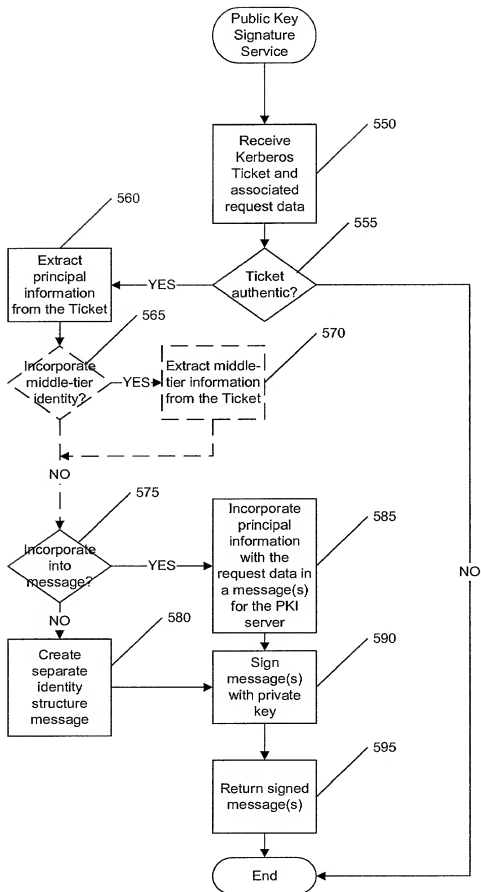 Public Key
Signature
Service
550
Receive
Kerberos
Ticket and
associated
request data
560
555
Extract
principal
information
from the Ticket
YES
Ticket
authentic?
565
570
Incorporate
middle-tier
identity?
YES
Extract middle-
tier information
from the Ticket
NO
575
585
Incorporate
into
message?
YES
Incorporate
principal
information
with the
request data in
a message(s)
for the PKI
server
NO
NO
580
590
Create
separate
identity
structure
message
Sign
message(s)
with private
key
595
Return signed
message(s)
End